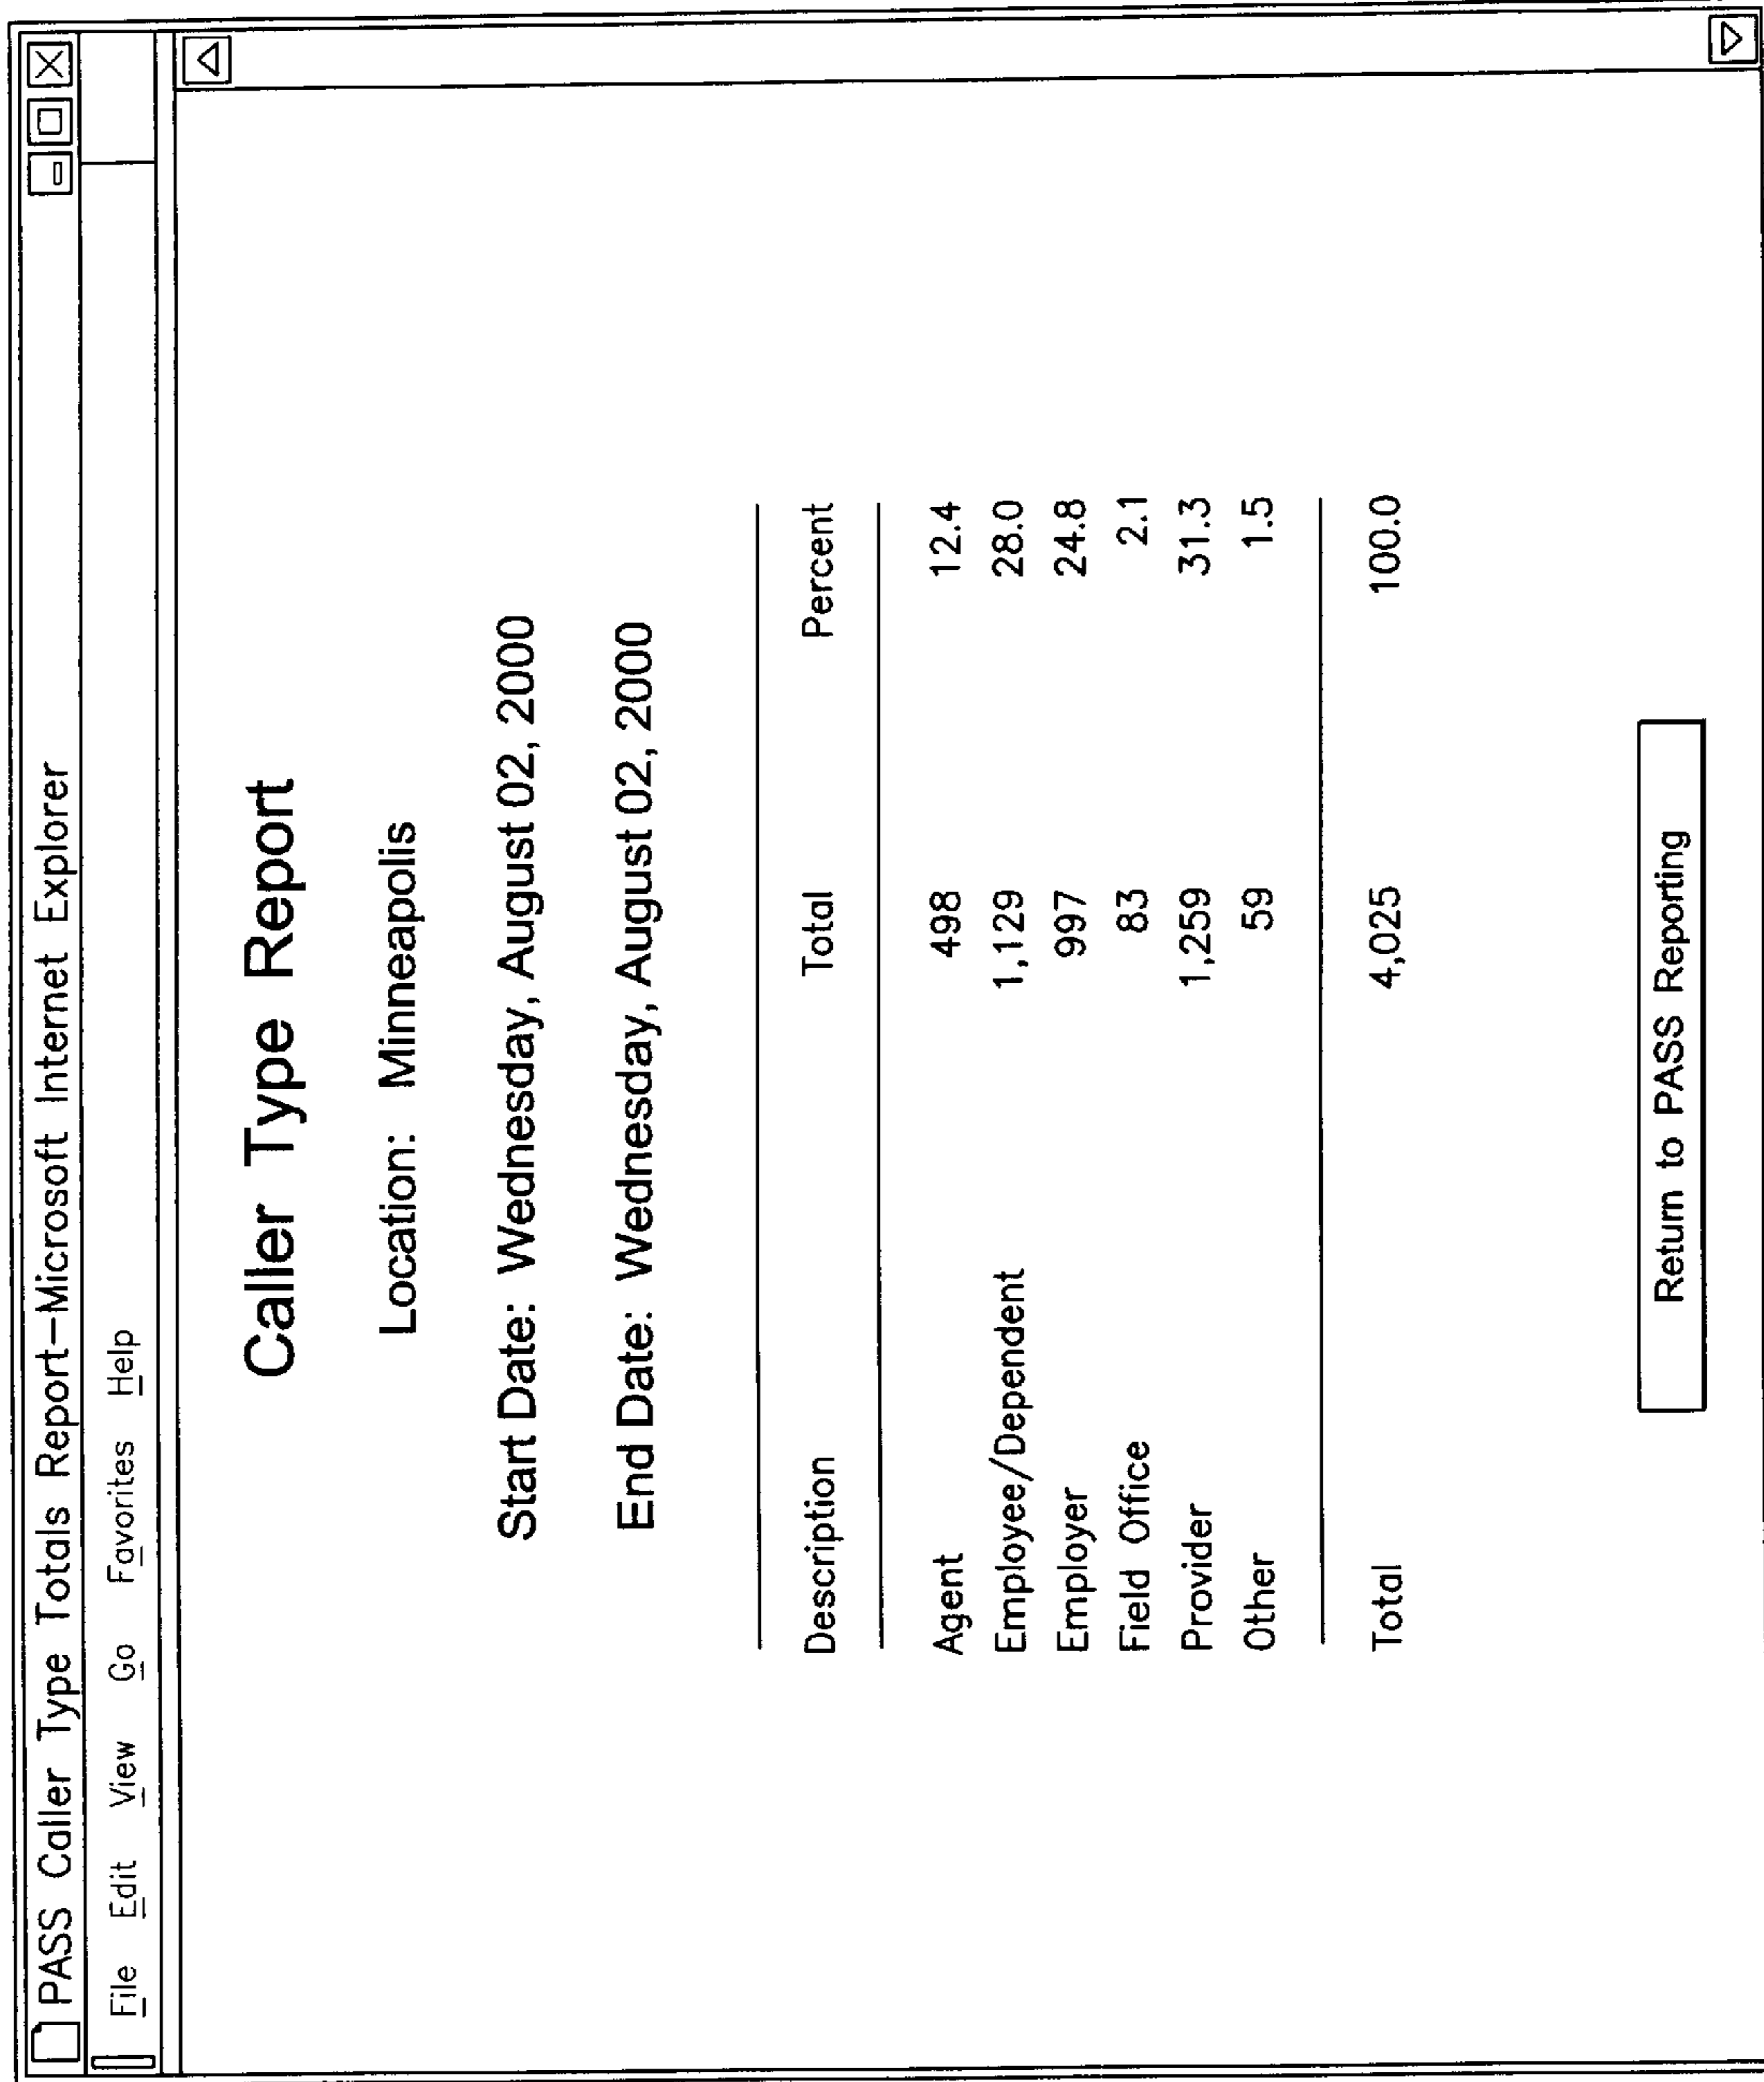 PASS Caller Type Totals Report-Microsoft Internet Explorer
File Edit View Go Favorites Help
Caller Type Report
Location: Minneapolis
Start Date: Wednesday, August 02, 2000
End Date: Wednesday, August 02, 2000
Description Total Percent
Agent 498 12.4
Employee/Dependent 1,129 28.0
Employer 997 24.8
Field Office 83 2.1
Provider 1,259 31.3
Other 59 1.5
Total 4,025 100.0
Return to PASS Reporting